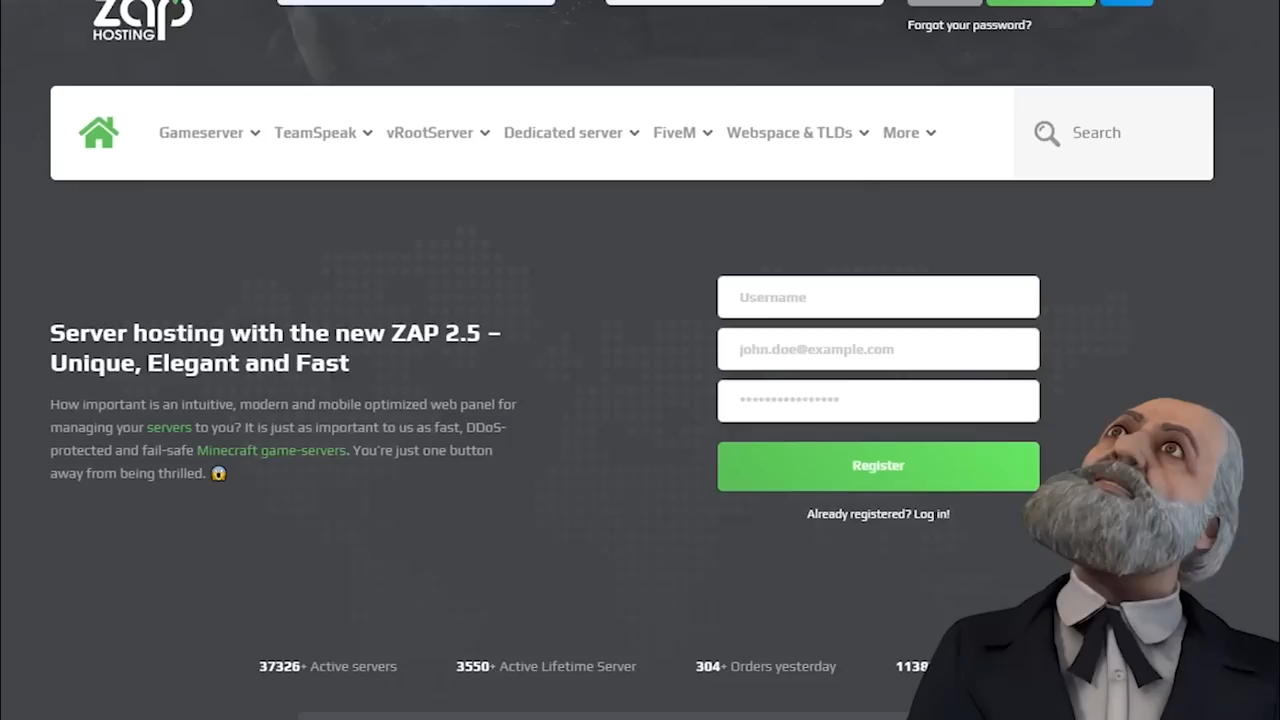 zap
HOSTING
Forgot your password?
Gameserver TeamSpeak vRootServer Dedicated server FiveM Webspace & TLDs More Search
Username
john.doe@example.com
Server hosting with the new ZAP 2.5 –
Unique, Elegant and Fast
How important is an intuitive, modern and mobile optimized web panel for
managing your servers to you? It is just as important to us as fast, DDoS-
protected and fail-safe Minecraft game-servers. You're just one button
away from being thrilled. 😱
****************
Register
Already registered? Log in!
37326+ Active servers 3550+ Active Lifetime Server 304+ Orders yesterday 1138